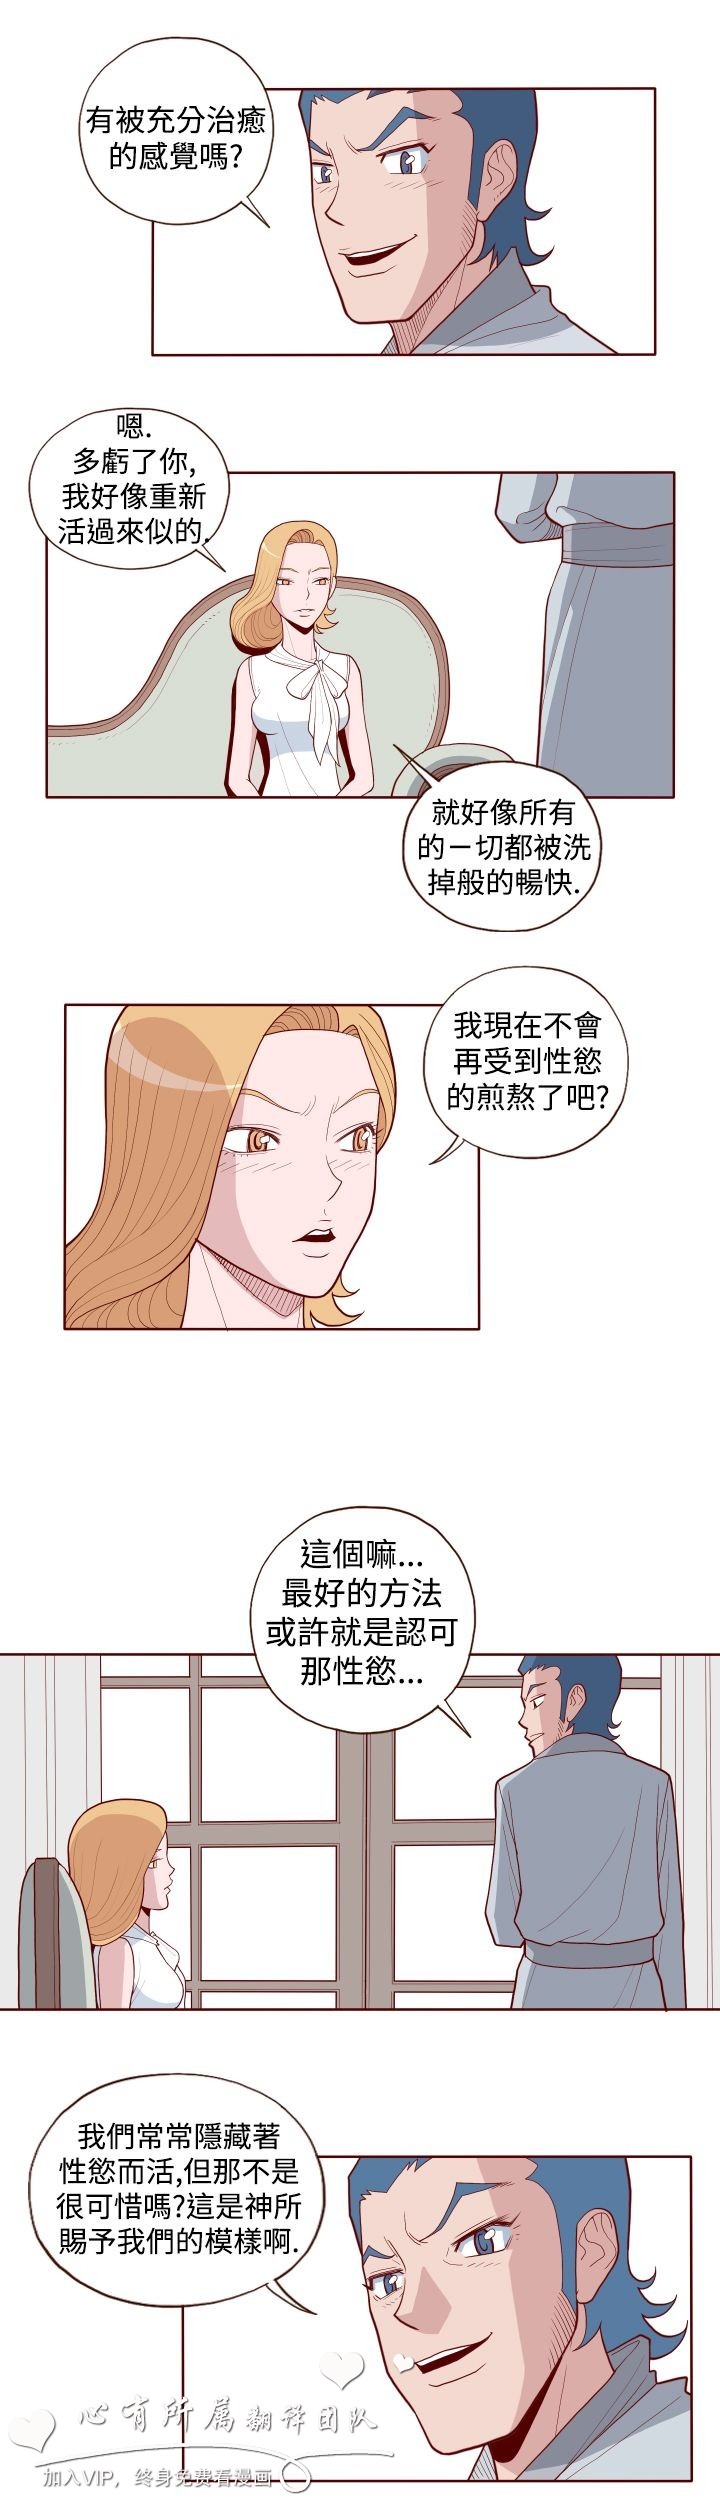 有被充分治癒
的感覺嗎?
嗯.
多虧了你,
我好像重新
活過來似的.
就好像所有
的一切都被洗
掉般的暢快.
我現在不會
再受到性慾
的煎熬了吧?
這個嘛...
最好的方法
或許就是認可
那性慾...
我們常常隱藏著
性慾而活,但那不是
很可惜嗎?這是神所
賜予我們的模樣啊.
心有所属翻译团队
加入VIP，终身免费看漫画